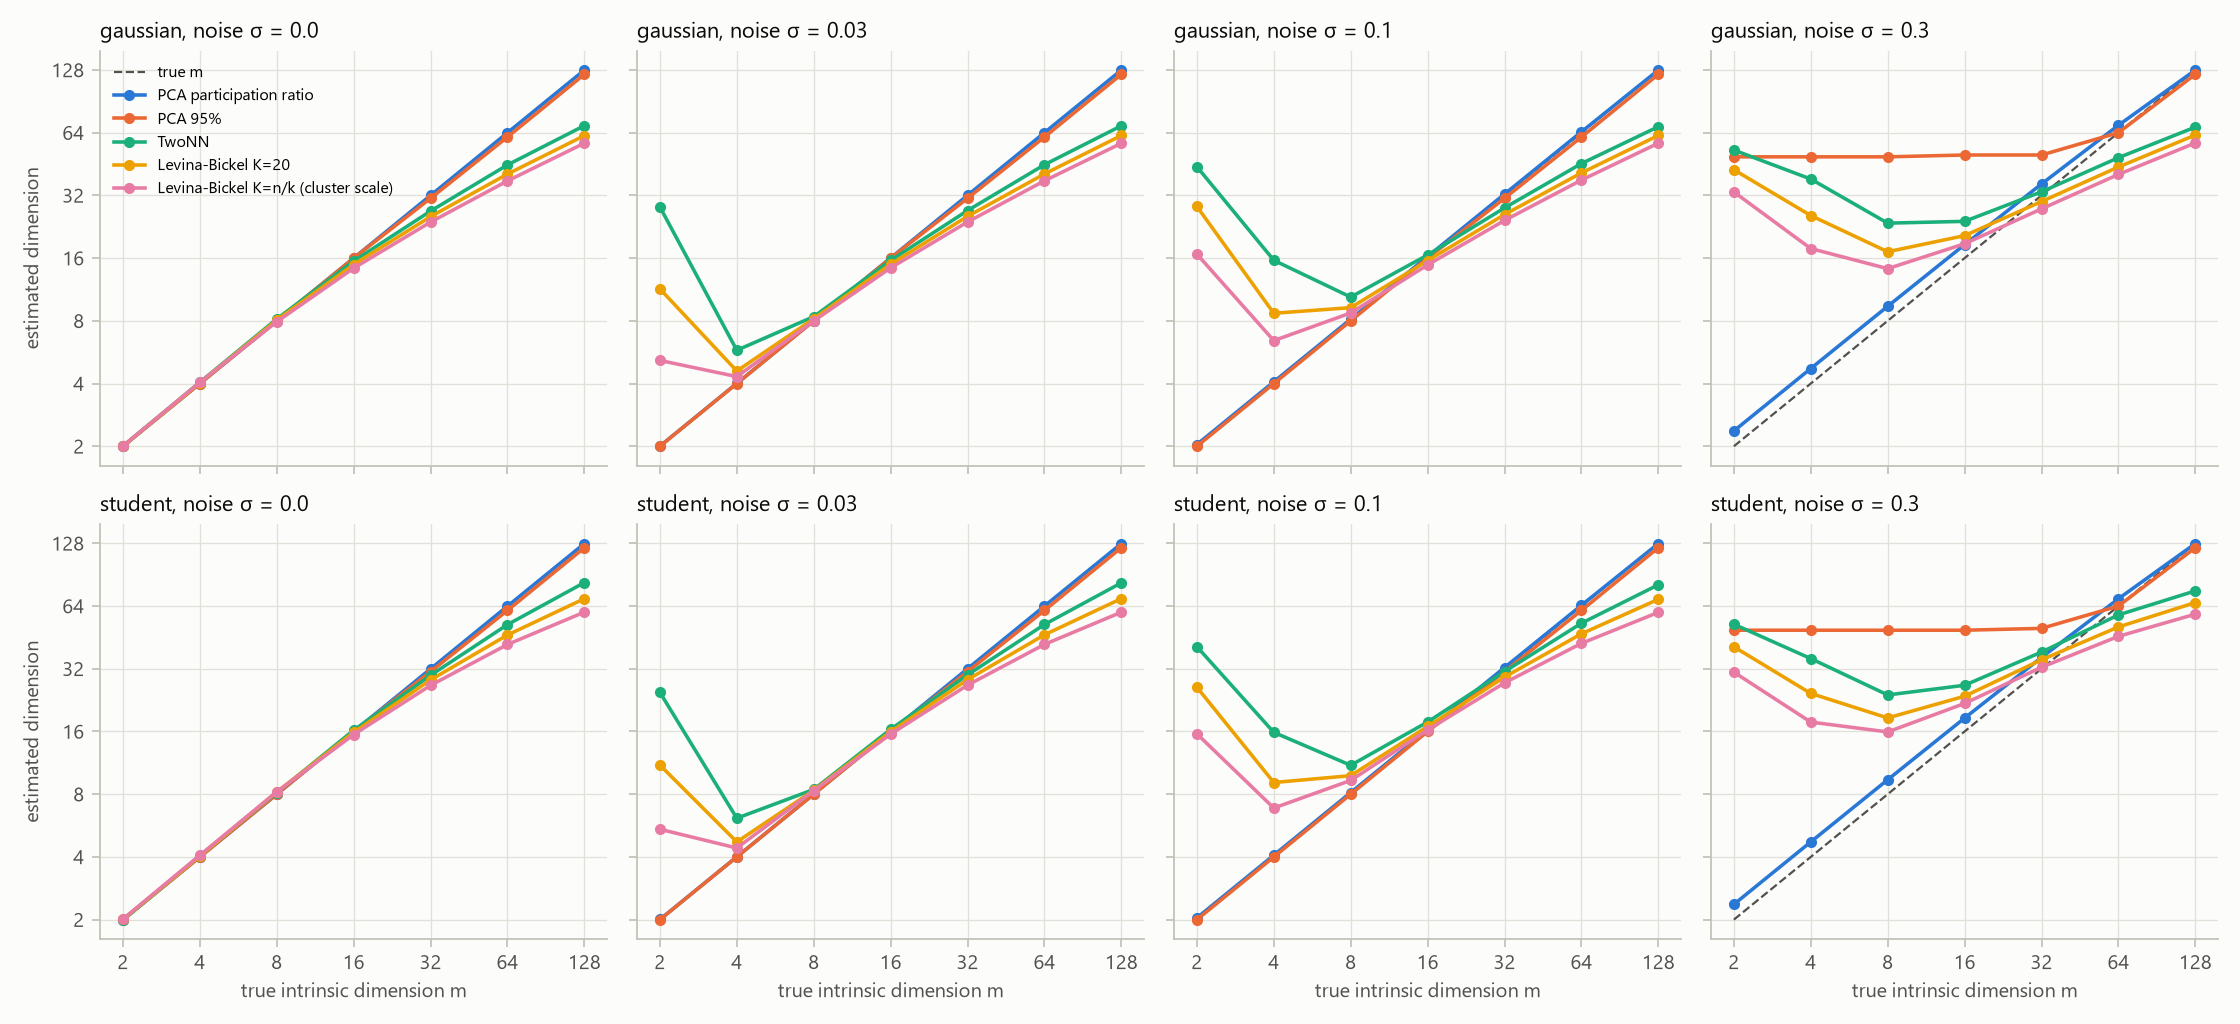 gaussian, noise σ = 0.0
gaussian, noise σ = 0.03
gaussian, noise σ = 0.1
gaussian, noise σ = 0.3
true m
PCA participation ratio
PCA 95%
TwoNN
Levina-Bickel K=20
Levina-Bickel K=n/k (cluster scale)
128
64
32
16
8
4
2
estimated dimension
student, noise σ = 0.0
student, noise σ = 0.03
student, noise σ = 0.1
student, noise σ = 0.3
128
64
32
16
8
4
2
estimated dimension
2 4 8 16 32 64 128
2 4 8 16 32 64 128
2 4 8 16 32 64 128
2 4 8 16 32 64 128
true intrinsic dimension m
true intrinsic dimension m
true intrinsic dimension m
true intrinsic dimension m